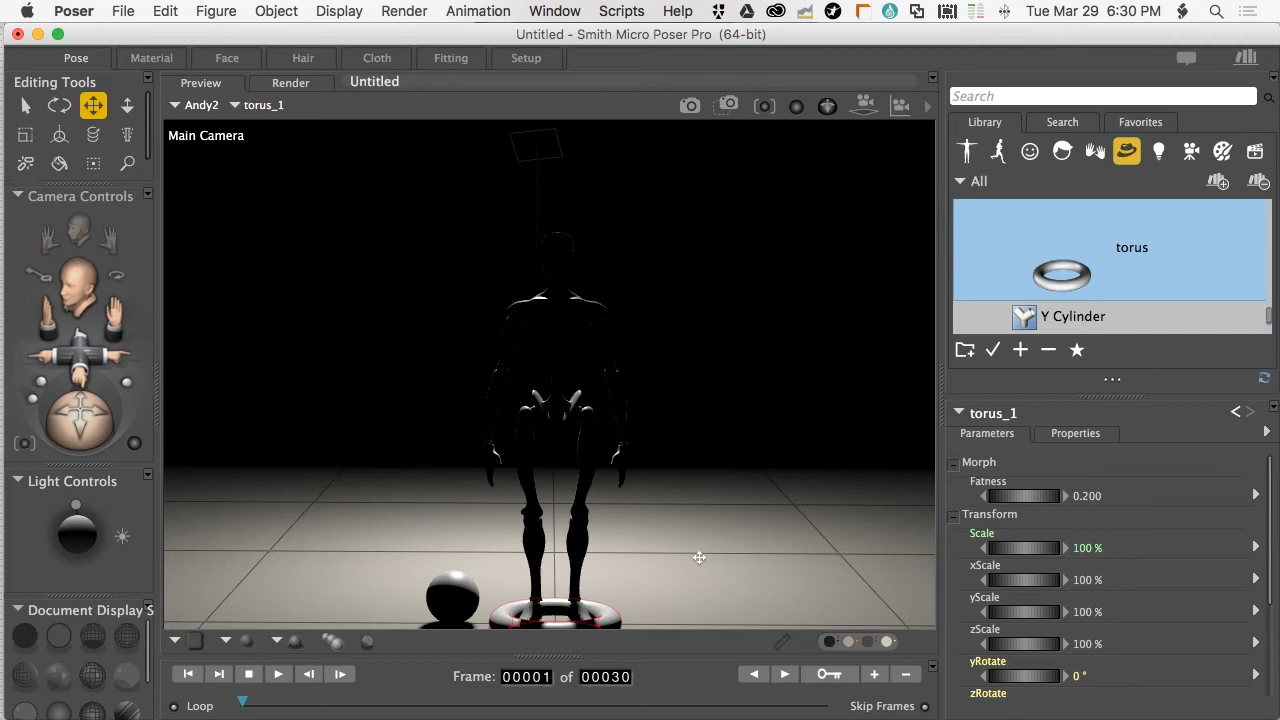 Poser File Edit Figure Object Display Render Animation Window Scripts Help Tue Mar 29 6:30 PM
Untitled - Smith Micro Poser Pro (64-bit)
Pose Material Face Hair Cloth Fitting Setup
Editing Tools
Preview Render Untitled
Andy2 torus_1
Main Camera
Camera Controls
Light Controls
Document Display S
Frame: 00001 of 00030
Loop
Skip Frames
Search
Library Search Favorites
All
torus
Y Cylinder
torus_1
Parameters Properties
Morph
Fatness
0.200
Transform
Scale
100 %
xScale
100 %
yScale
100 %
zScale
100 %
yRotate
0 °
zRotate